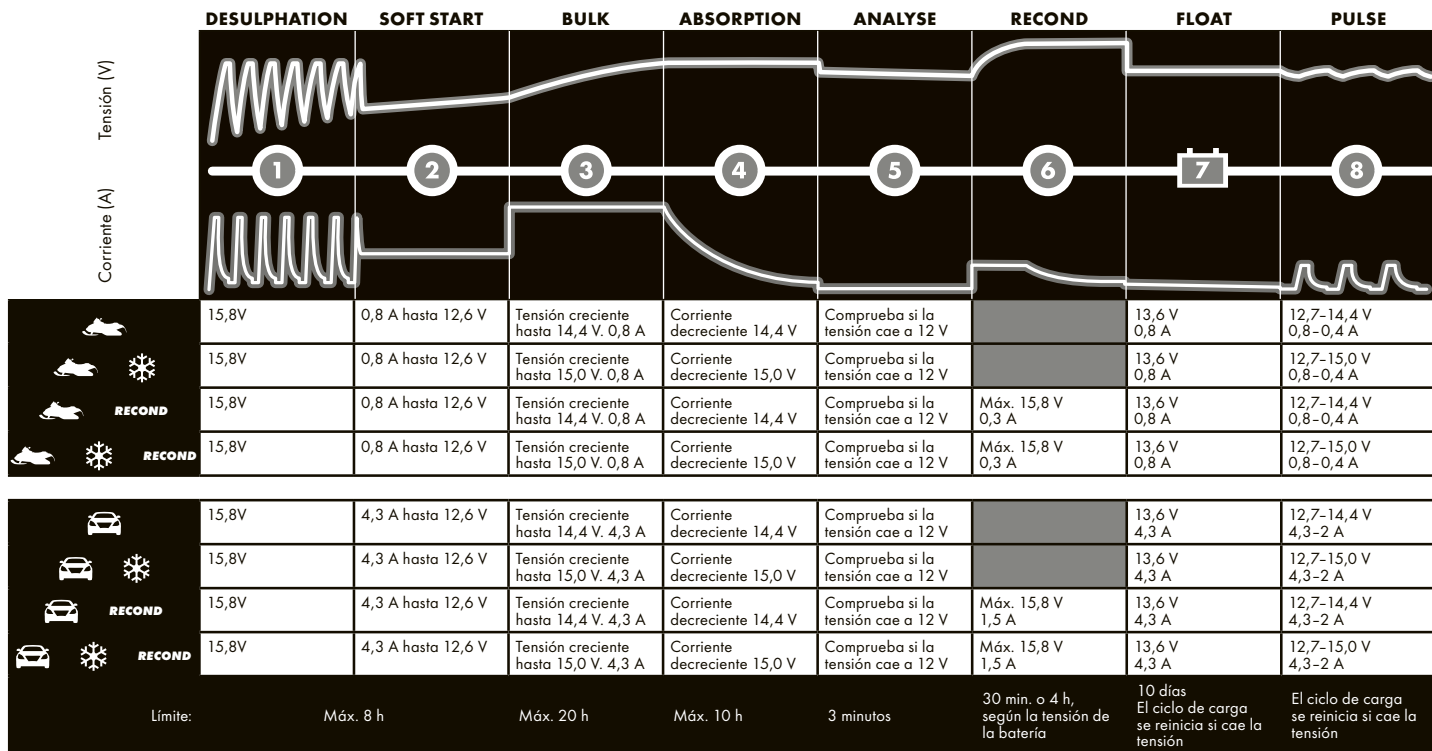 DESULPHATION SOFT START BULK ABSORPTION ANALYSE RECOND FLOAT PULSE
Tensión (V)
1 2 3 4 5 6 7 8
Corriente (A)
15,8V 0,8 A hasta 12,6 V Tensión creciente Corriente Comprueba si la 13,6 V 12,7–14,4 V
hasta 14,4 V. 0,8 A decreciente 14,4 V tensión cae a 12 V 0,8 A 0,8–0,4 A
15,8V 0,8 A hasta 12,6 V Tensión creciente Corriente Comprueba si la 13,6 V 12,7–15,0 V
hasta 15,0 V. 0,8 A decreciente 15,0 V tensión cae a 12 V 0,8 A 0,8–0,4 A
RECOND 15,8V 0,8 A hasta 12,6 V Tensión creciente Corriente Comprueba si la Máx. 15,8 V 13,6 V 12,7–14,4 V
hasta 14,4 V. 0,8 A decreciente 14,4 V tensión cae a 12 V 0,3 A 0,8 A 0,8–0,4 A
RECOND 15,8V 0,8 A hasta 12,6 V Tensión creciente Corriente Comprueba si la Máx. 15,8 V 13,6 V 12,7–15,0 V
hasta 15,0 V. 0,8 A decreciente 15,0 V tensión cae a 12 V 0,3 A 0,8 A 0,8–0,4 A
15,8V 4,3 A hasta 12,6 V Tensión creciente Corriente Comprueba si la 13,6 V 12,7–14,4 V
hasta 14,4 V. 4,3 A decreciente 14,4 V tensión cae a 12 V 4,3 A 4,3–2 A
15,8V 4,3 A hasta 12,6 V Tensión creciente Corriente Comprueba si la 13,6 V 12,7–15,0 V
hasta 15,0 V. 4,3 A decreciente 15,0 V tensión cae a 12 V 4,3 A 4,3–2 A
RECOND 15,8V 4,3 A hasta 12,6 V Tensión creciente Corriente Comprueba si la Máx. 15,8 V 13,6 V 12,7–14,4 V
hasta 14,4 V. 4,3 A decreciente 14,4 V tensión cae a 12 V 1,5 A 4,3 A 4,3–2 A
RECOND 15,8V 4,3 A hasta 12,6 V Tensión creciente Corriente Comprueba si la Máx. 15,8 V 13,6 V 12,7–15,0 V
hasta 15,0 V. 4,3 A decreciente 15,0 V tensión cae a 12 V 1,5 A 4,3 A 4,3–2 A
Límite: Máx. 8 h Máx. 20 h Máx. 10 h 3 minutos
30 min. o 4 h,
según la tensión de
la batería
10 días
El ciclo de carga
se reinicia si cae la
tensión
El ciclo de carga
se reinicia si cae la
tensión